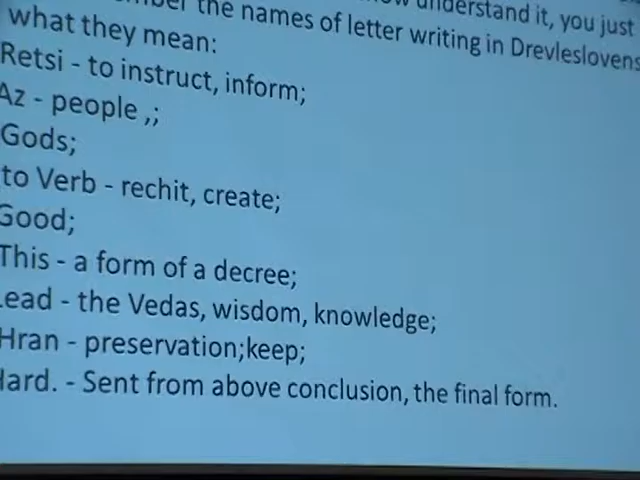 understand it, you just
the names of letter writing in Drevleslovens
what they mean:
Retsi - to instruct, inform;
Az - people ,;
Gods;
to Verb - rechit, create;
Good;
This - a form of a decree;
Lead - the Vedas, wisdom, knowledge;
Hran - preservation;keep;
Hard. - Sent from above conclusion, the final form.